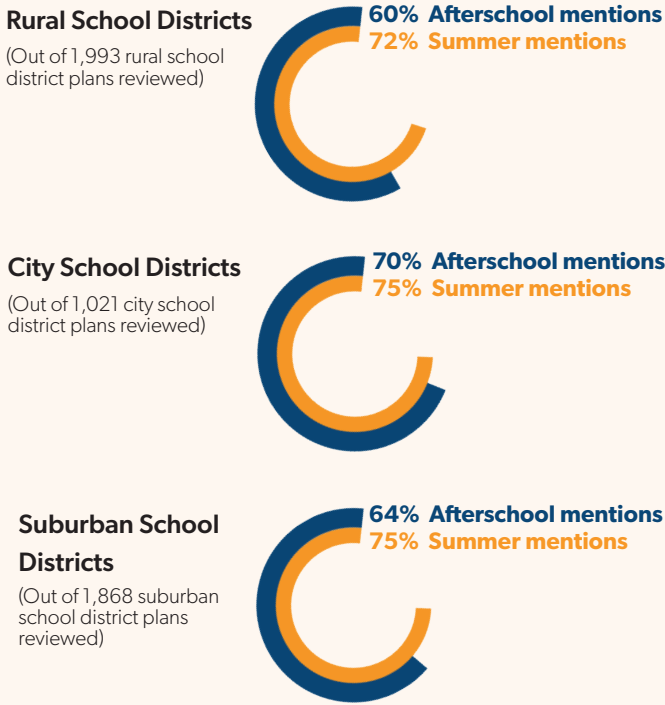 Rural School Districts
(Out of 1,993 rural school
district plans reviewed)
60% Afterschool mentions
72% Summer mentions
City School Districts
(Out of 1,021 city school
district plans reviewed)
70% Afterschool mentions
75% Summer mentions
Suburban School
Districts
(Out of 1,868 suburban
school district plans
reviewed)
64% Afterschool mentions
75% Summer mentions